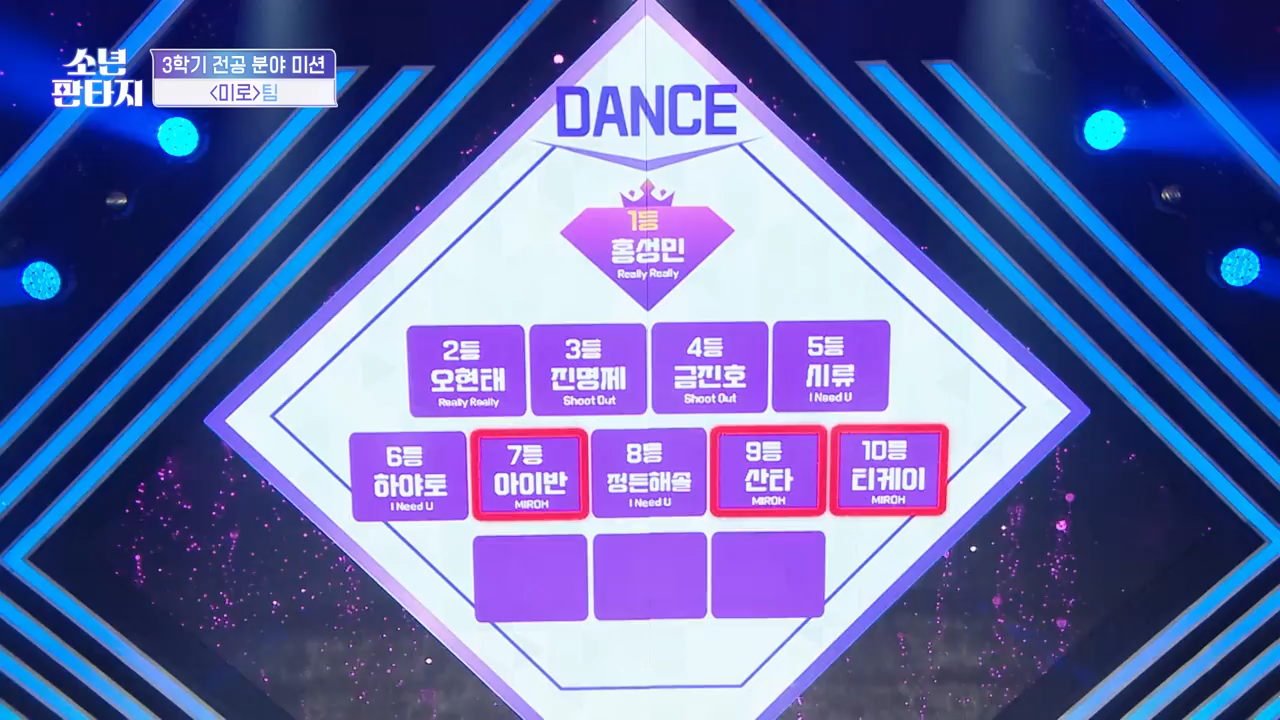 소년
판타지
3학기 전공 분야 미션
<미로>팀
DANCE
1등
홍성민
Really Really
2등
오현태
Really Really
3등
진명제
Shoot Out
4등
금진호
Shoot Out
5등
시류
I Need U
6등
하야토
I Need U
7등
아이반
MIROH
8등
정든해솔
I Need U
9등
산타
MIROH
10등
티케이
MIROH